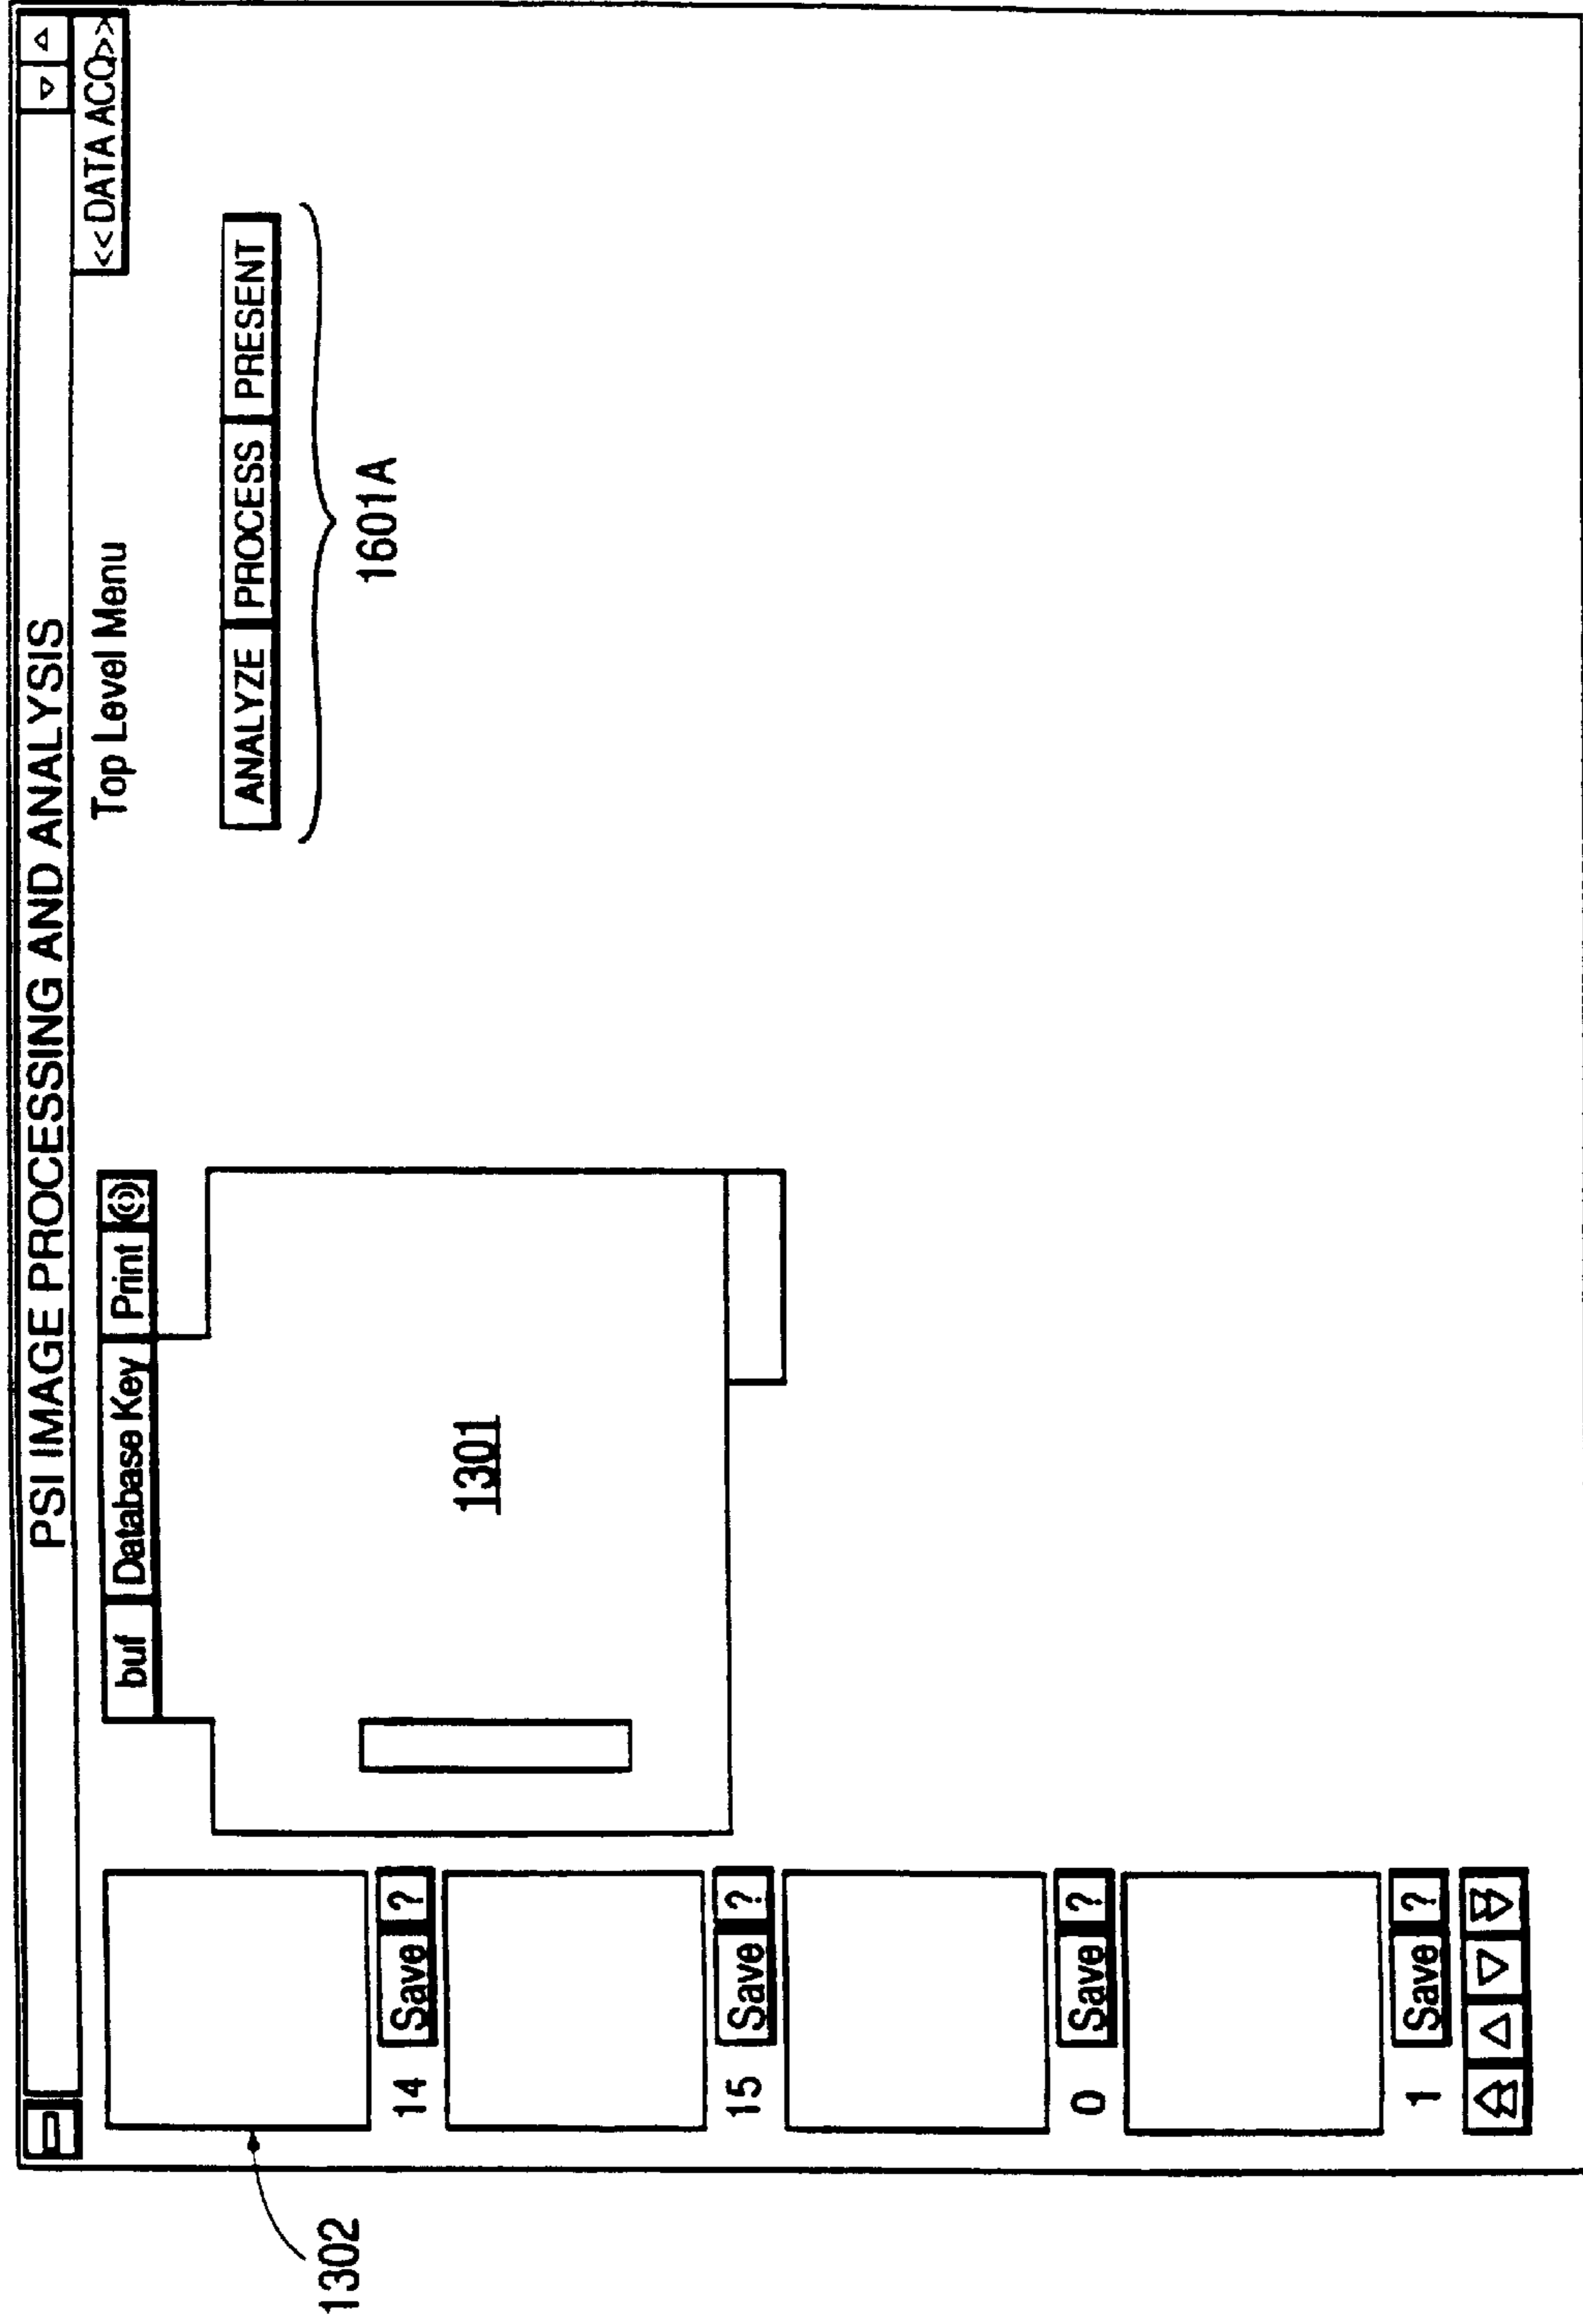 PSI IMAGE PROCESSING AND ANALYSIS
<<DATA ACQ>>
Top Level Menu
buf Database Key Print
ANALYZE PROCESS PRESENT
1601A
1301
1302
14 Save ?
15 Save ?
0 Save ?
1 Save ?